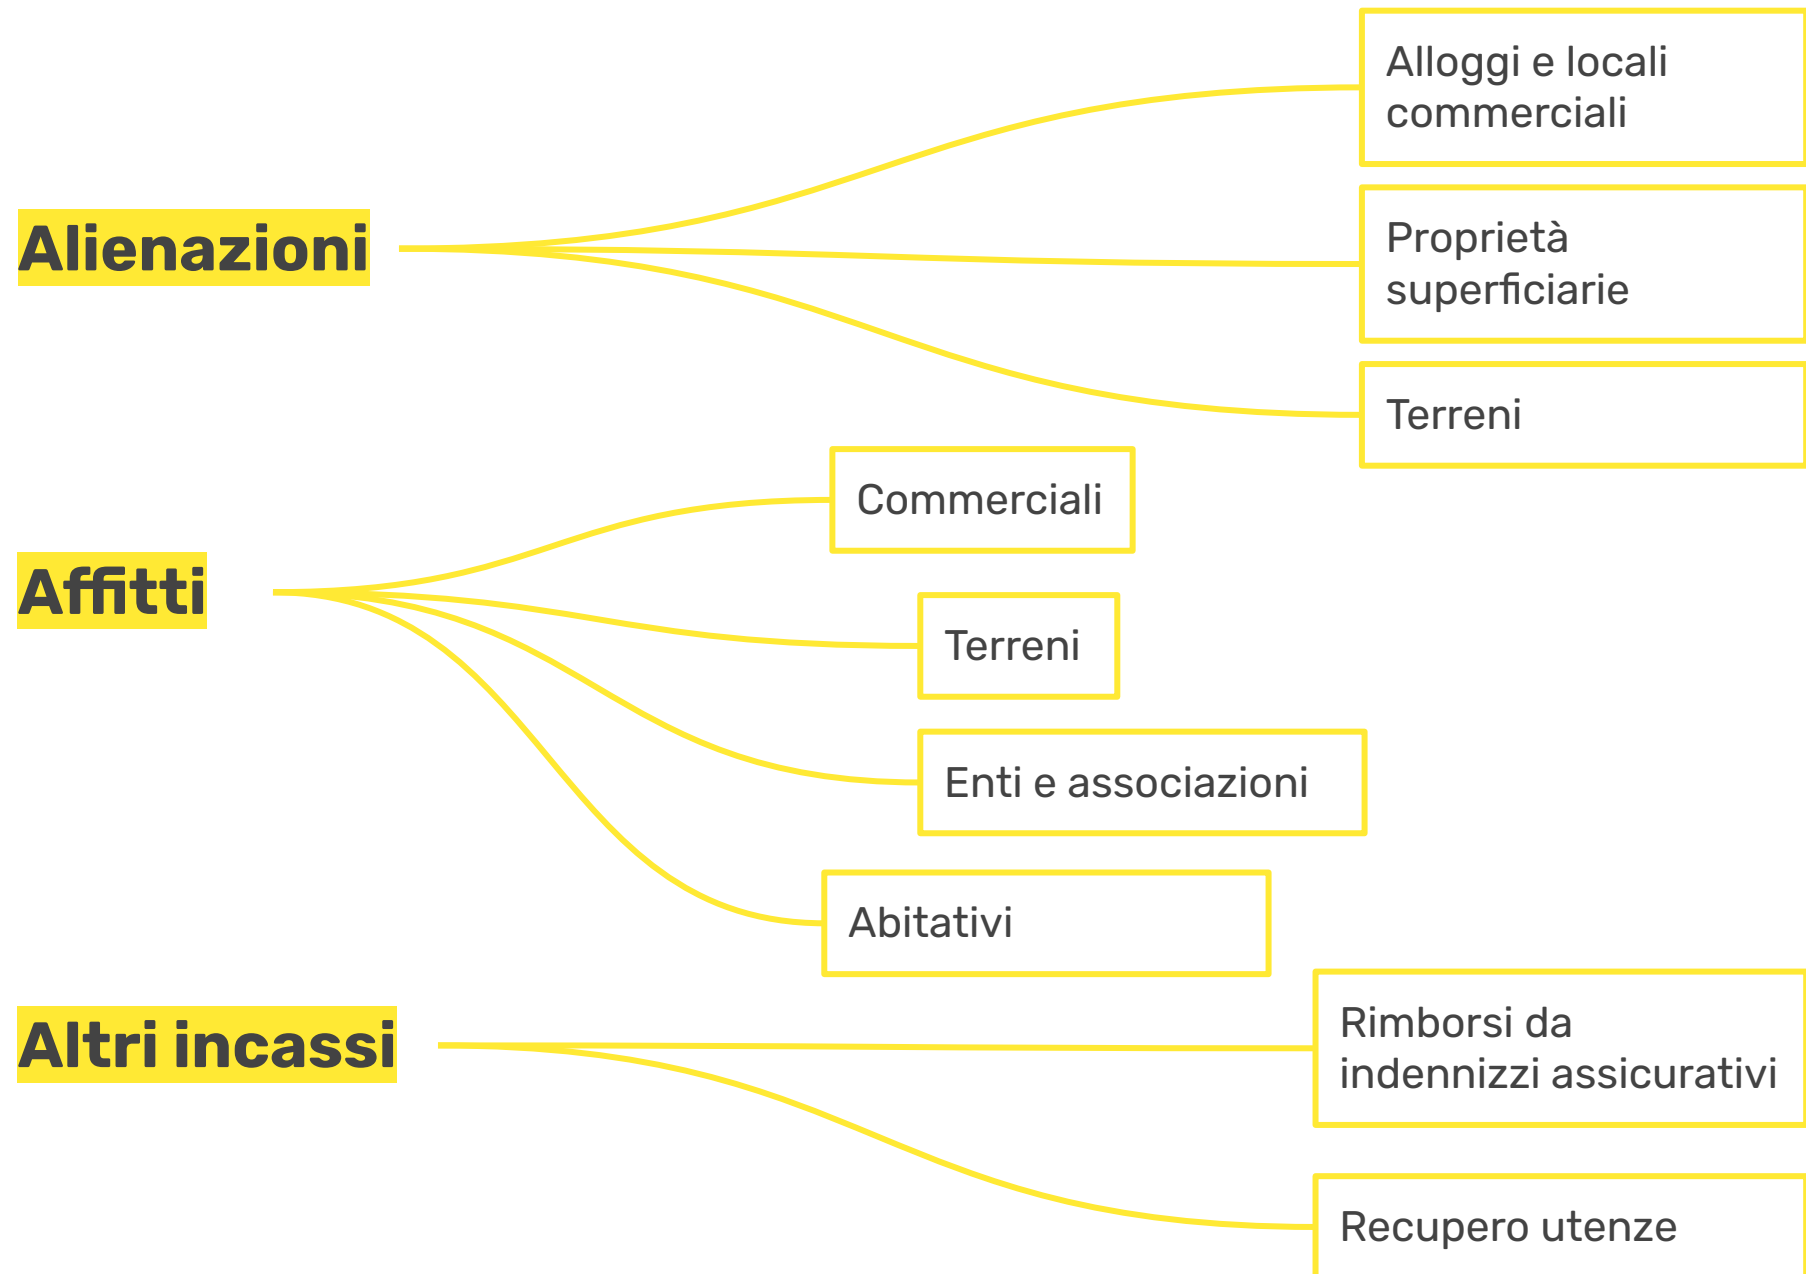 Alienazioni
Alloggi e locali
commerciali
Proprietà
superficiarie
Terreni
Affitti
Commerciali
Terreni
Enti e associazioni
Abitativi
Altri incassi
Rimborsi da
indennizzi assicurativi
Recupero utenze